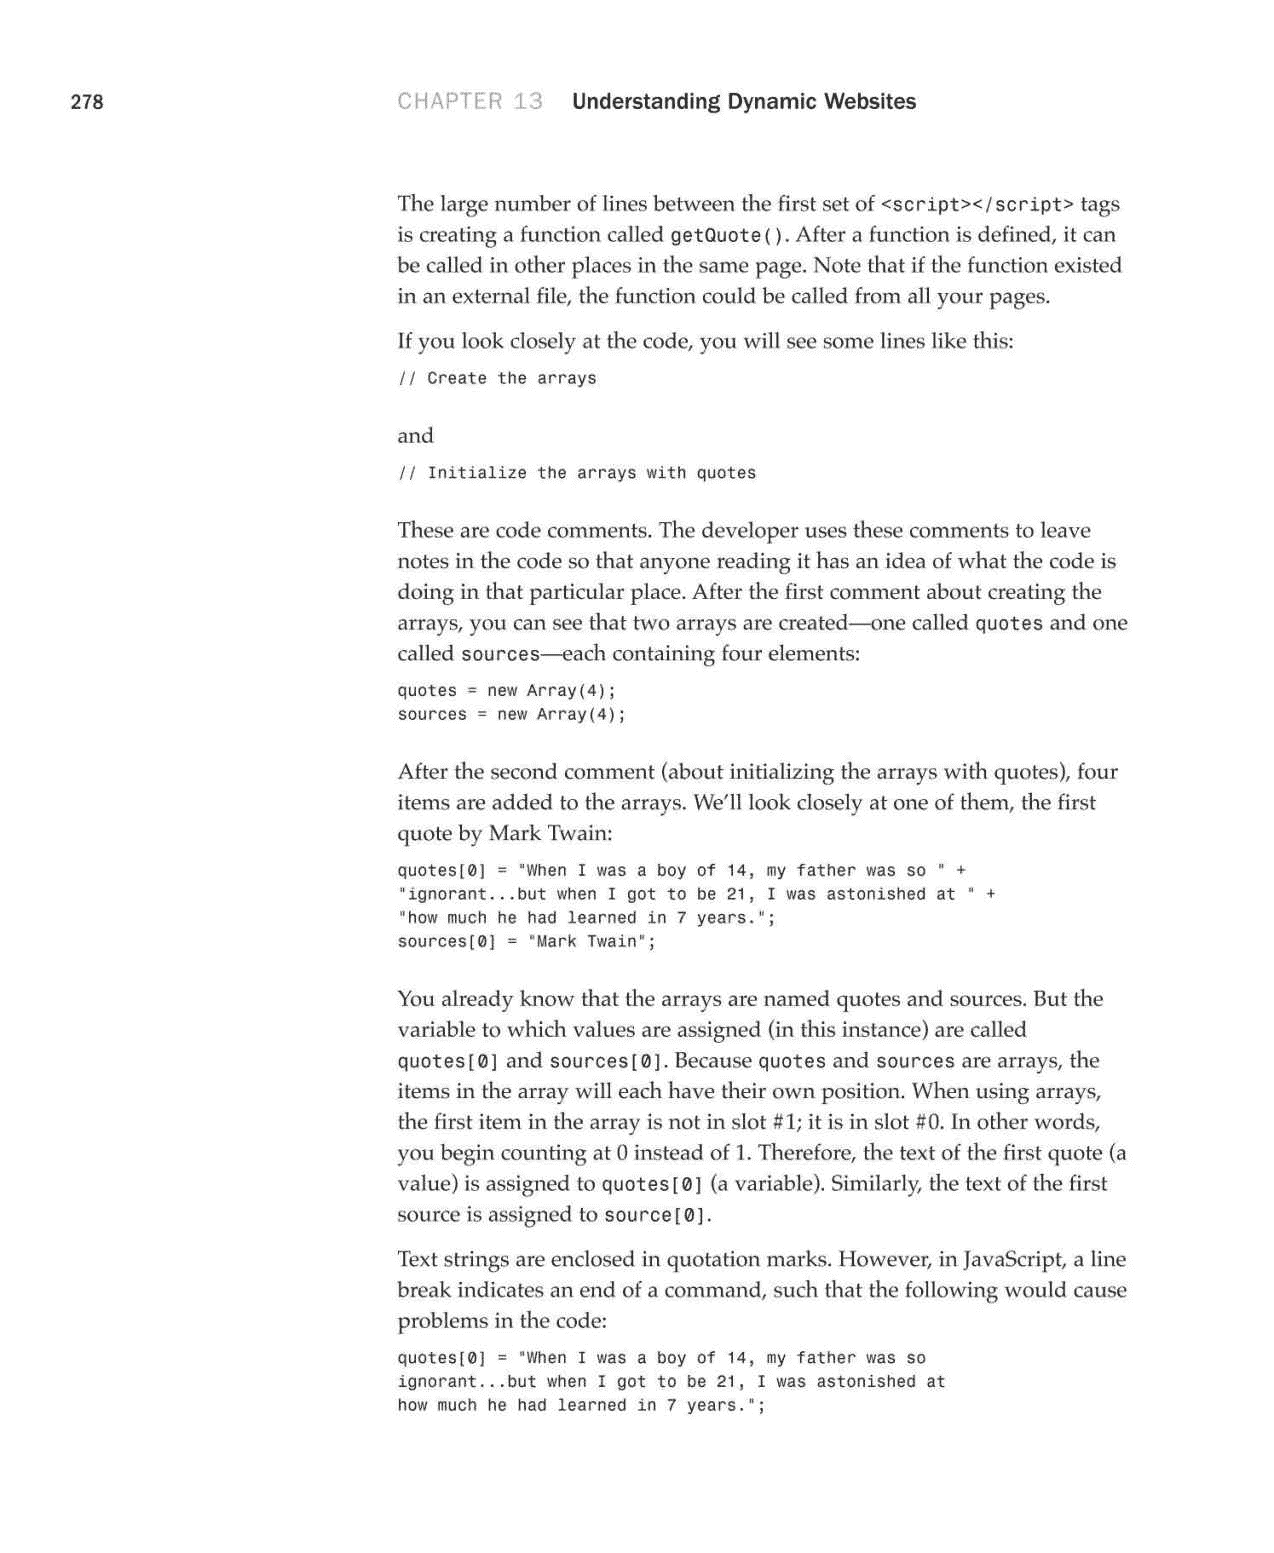 278
CHAPTER 13 Understanding Dynamic Websites
The large number of lines between the first set of <script></script> tags
is creating a function called getQuote(). After a function is defined, it can
be called in other places in the same page. Note that if the function existed
in an external file, the function could be called from all your pages.
If you look closely at the code, you will see some lines like this:
// Create the arrays
and
// Initialize the arrays with quotes
These are code comments. The developer uses these comments to leave
notes in the code so that anyone reading it has an idea of what the code is
doing in that particular place. After the first comment about creating the
arrays, you can see that two arrays are created—one called quotes and one
called sources—each containing four elements:
quotes = new Array(4);
sources = new Array(4);
After the second comment (about initializing the arrays with quotes), four
items are added to the arrays. We'll look closely at one of them, the first
quote by Mark Twain:
quotes[0] = "When I was a boy of 14, my father was so " +
"ignorant...but when I got to be 21, I was astonished at " +
"how much he had learned in 7 years.";
sources[0] = "Mark Twain";
You already know that the arrays are named quotes and sources. But the
variable to which values are assigned (in this instance) are called
quotes[0] and sources[0]. Because quotes and sources are arrays, the
items in the array will each have their own position. When using arrays,
the first item in the array is not in slot #1; it is in slot #0. In other words,
you begin counting at 0 instead of 1. Therefore, the text of the first quote (a
value) is assigned to quotes[0] (a variable). Similarly, the text of the first
source is assigned to source[0].
Text strings are enclosed in quotation marks. However, in JavaScript, a line
break indicates an end of a command, such that the following would cause
problems in the code:
quotes[0] = "When I was a boy of 14, my father was so
ignorant...but when I got to be 21, I was astonished at
how much he had learned in 7 years.";